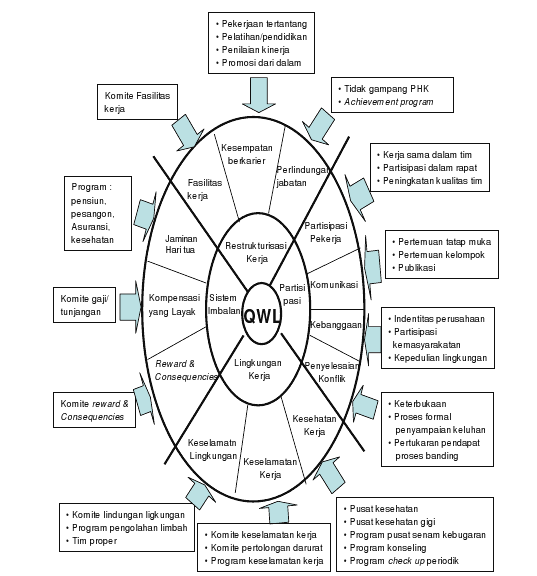 • Pekerjaan tertantang
• Pelatihan/pendidikan
• Penilaian kinerja
• Promosi dari dalam
Komite Fasilitas
kerja
• Tidak gampang PHK
• Achievement program
Kesempatan
berkarier
Perlindungan
jabatan
• Kerja sama dalam tim
• Partisipasi dalam rapat
• Peningkatan kualitas tim
Fasilitas
kerja
Program :
pensiun,
pesangon,
Asuransi,
kesehatan
Jaminan
Hari tua
Restrukturisasi
Kerja
Partisipasi
Pekerja
• Pertemuan tatap muka
• Pertemuan kelompok
• Publikasi
Komite gaji/
tunjangan
Kompensasi
yang Layak
Sistem
Imbalan
QWL
Partisi
pasi
Komunikasi
Kebanggaan
• Indentitas perusahaan
• Partisipasi
kemasyarakatan
• Kepedulian lingkungan
Reward &
Consequencies
Lingkungan
Kerja
Penyelesaian
Konflik
Komite reward &
Consequencies
• Keterbukaan
• Proses formal
penyampaian keluhan
• Pertukaran pendapat
proses banding
Keselamatn
Lingkungan
Keselamatan
Kerja
Kesehatan
Kerja
• Komite lindungan ligkungan
• Program pengolahan limbah
• Tim proper
• Komite keselamatan kerja
• Komite pertolongan darurat
• Program keselamatan kerja
• Pusat kesehatan
• Pusat kesehatan gigi
• Program pusat senam kebugaran
• Program konseling
• Program check up periodik